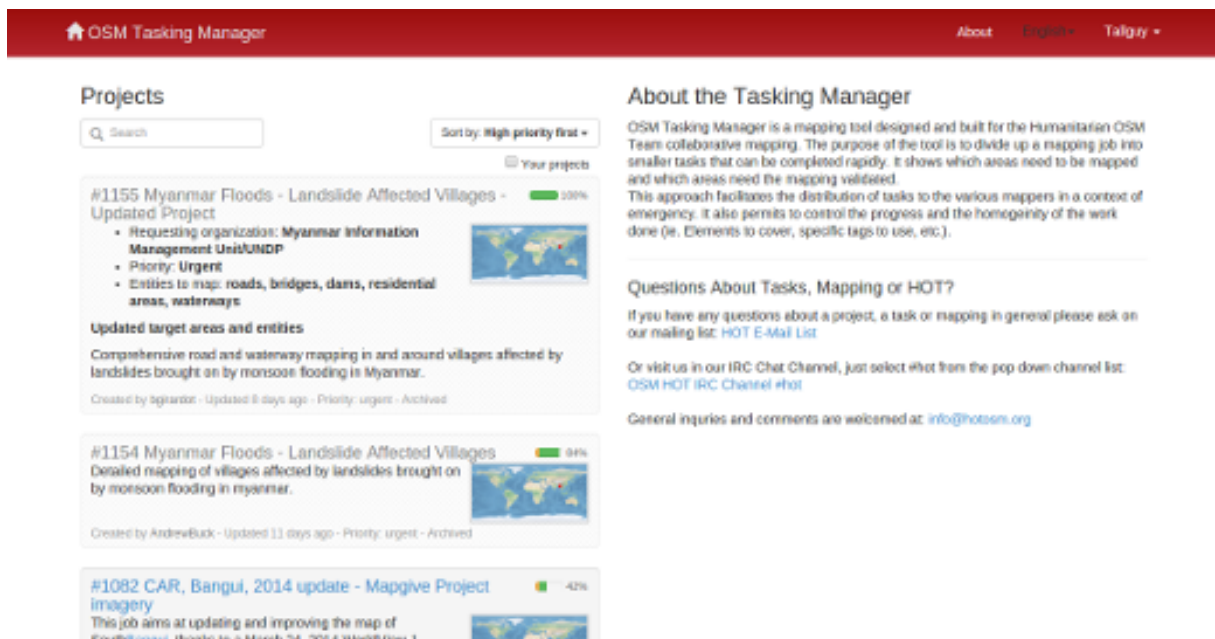 OSM Tasking Manager
About
English
Tallguy
Projects
Search
Sort by: High priority first
Your projects
#1155 Myanmar Floods - Landslide Affected Villages -
Updated Project
100%
• Requesting organization: Myanmar Information
Management Unit/UNDP
• Priority: Urgent
• Entities to map: roads, bridges, dams, residential
areas, waterways
Updated target areas and entities
Comprehensive road and waterway mapping in and around villages affected by
landslides brought on by monsoon flooding in Myanmar.
Created by bgirardot - Updated 8 days ago - Priority: urgent - Archived
#1154 Myanmar Floods - Landslide Affected Villages
84%
Detailed mapping of villages affected by landslides brought on
by monsoon flooding in myanmar.
Created by AndrewBuck - Updated 11 days ago - Priority: urgent - Archived
#1082 CAR, Bangui, 2014 update - Mapgive Project
imagery
42%
This job aims at updating and improving the map of
About the Tasking Manager
OSM Tasking Manager is a mapping tool designed and built for the Humanitarian OSM
Team collaborative mapping. The purpose of the tool is to divide up a mapping job into
smaller tasks that can be completed rapidly. It shows which areas need to be mapped
and which areas need the mapping validated.
This approach facilitates the distribution of tasks to the various mappers in a context of
emergency. It also permits to control the progress and the homogeinity of the work
done (ie. Elements to cover, specific tags to use, etc.).
Questions About Tasks, Mapping or HOT?
If you have any questions about a project, a task or mapping in general please ask on
our mailing list: HOT E-Mail List
Or visit us in our IRC Chat Channel, just select #hot from the pop down channel list:
OSM HOT IRC Channel #hot
General inquries and comments are welcomed at: info@hotosm.org